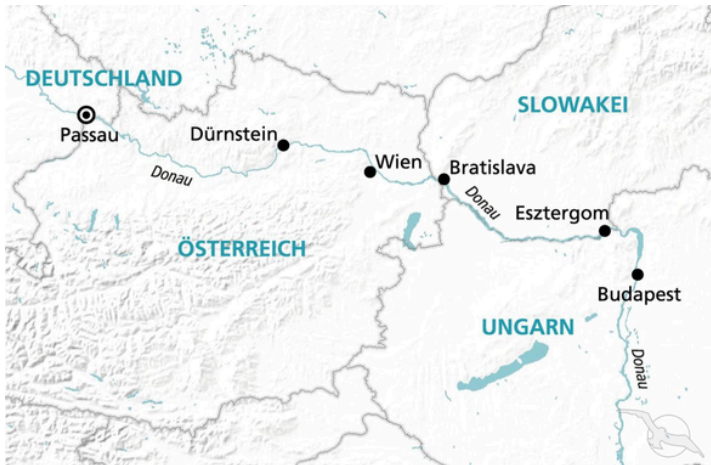 DEUTSCHLAND
SLOWAKEI
Passau
Dürnstein
Wien
Bratislava
Donau
Donau
Esztergom
ÖSTERREICH
Budapest
UNGARN
Donau